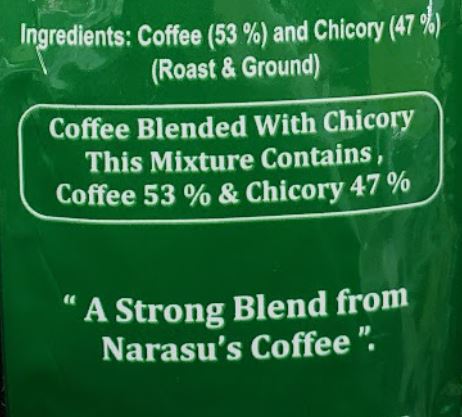 Ingredients: Coffee (53 %) and Chicory (47 %)
(Roast & Ground)
Coffee Blended With Chicory
This Mixture Contains,
Coffee 53 % & Chicory 47 %
“ A Strong Blend from
Narasu's Coffee ”.